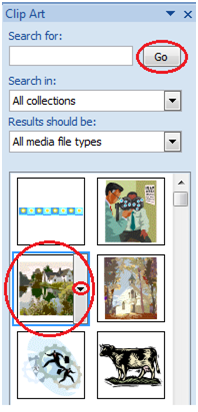 Clip Art
Search for:
Go
Search in:
All collections
Results should be:
All media file types